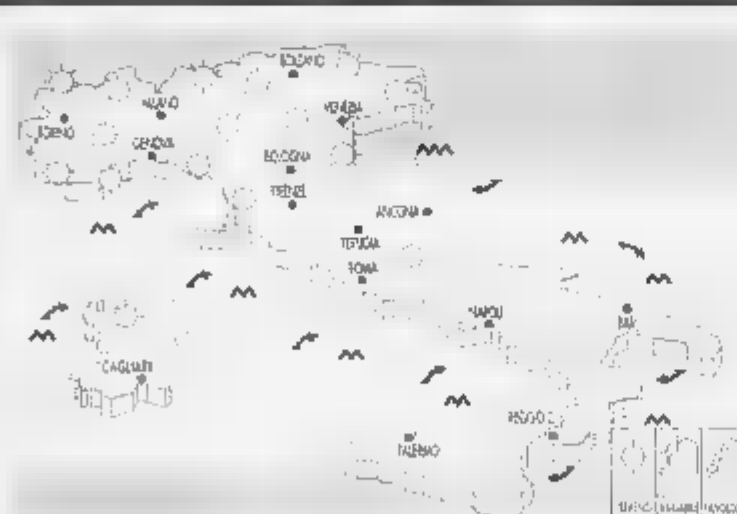 BOLZANO
MILANO
VENEZIA
TORINO
GENOVA
BOLOGNA
FIRENZE
ANCONA
PERUGIA
ROMA
NAPOLI
BARI
CAGLIARI
REGGIO
PALERMO